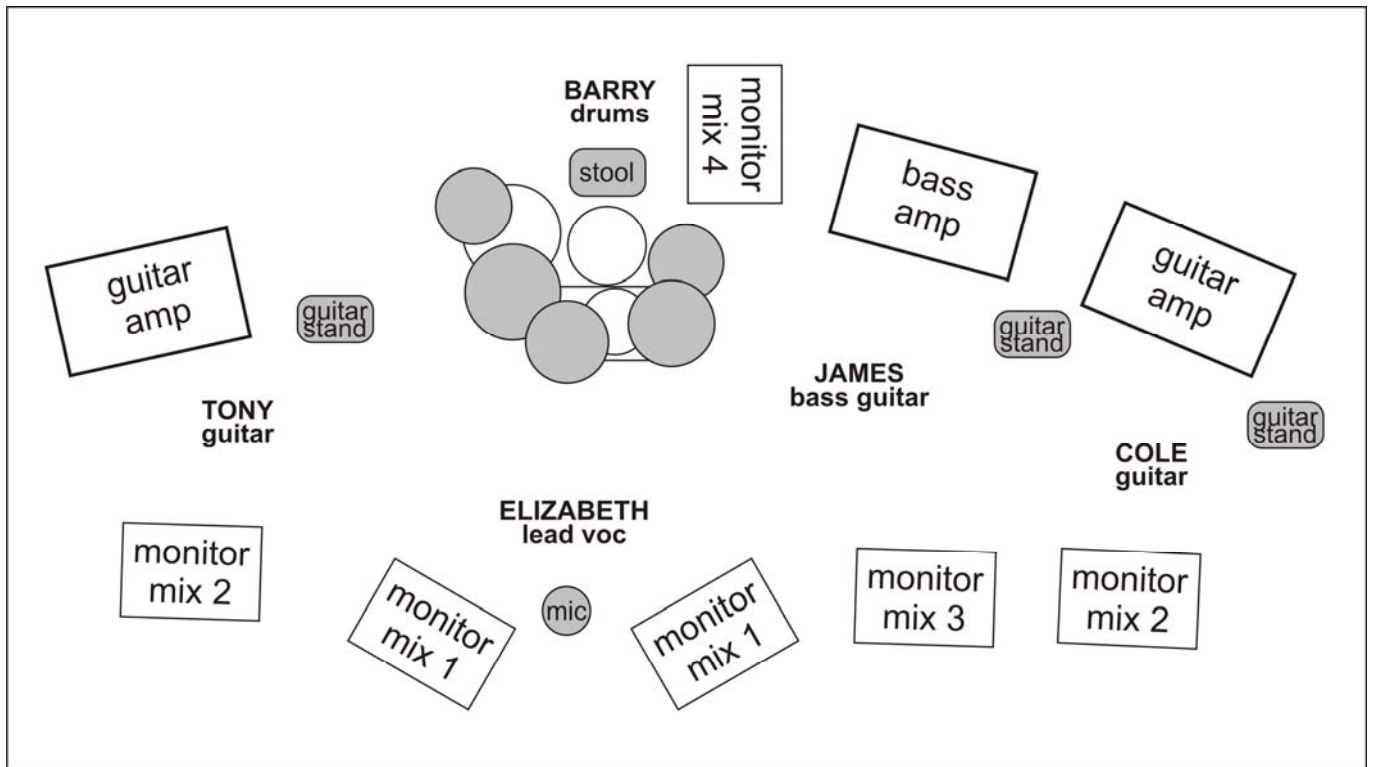 BARRY
drums
monitor
mix 4
stool
bass
amp
guitar
amp
guitar
amp
guitar
stand
guitar
stand
JAMES
bass guitar
TONY
guitar
guitar
stand
COLE
guitar
ELIZABETH
lead voc
monitor
mix 2
monitor
mix 1
mic
monitor
mix 1
monitor
mix 3
monitor
mix 2